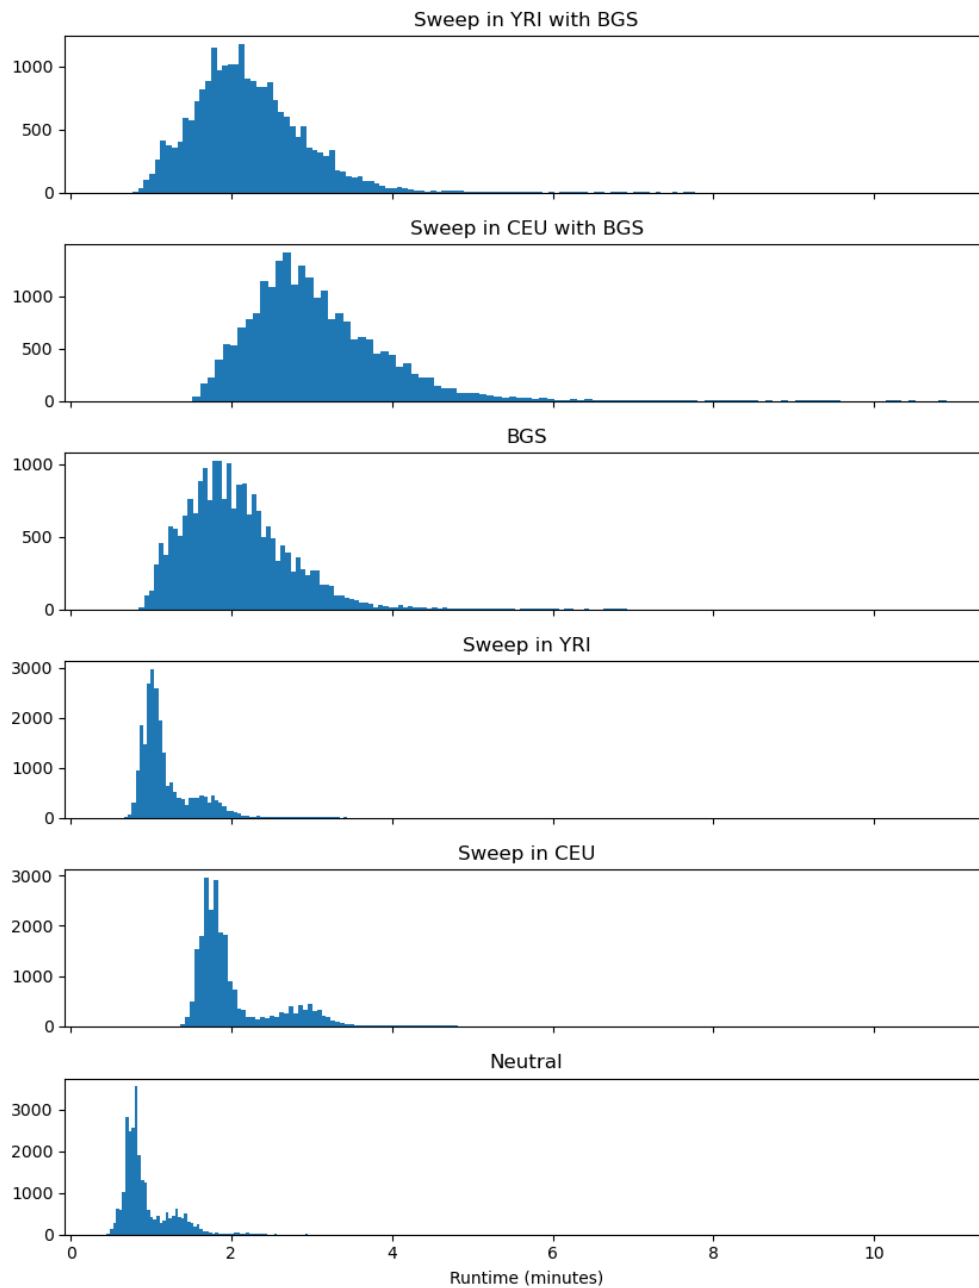 Sweep in YRI with BGS
1000
500
0
Sweep in CEU with BGS
1000
500
0
BGS
1000
500
0
Sweep in YRI
3000
2000
1000
0
Sweep in CEU
3000
2000
1000
0
Neutral
3000
2000
1000
0
0 2 4 6 8 10
Runtime (minutes)